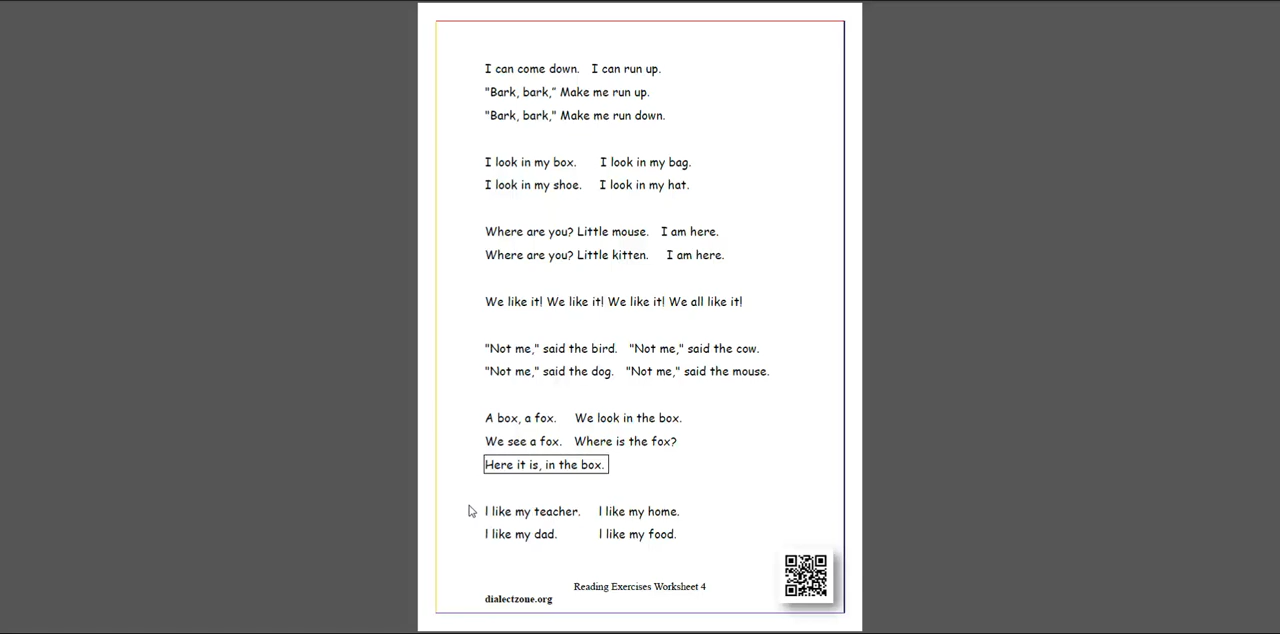 I can come down. I can run up.
"Bark, bark," Make me run up.
"Bark, bark," Make me run down.
I look in my box. I look in my bag.
I look in my shoe. I look in my hat.
Where are you? Little mouse. I am here.
Where are you? Little kitten. I am here.
We like it! We like it! We like it! We all like it!
"Not me," said the bird. "Not me," said the cow.
"Not me," said the dog. "Not me," said the mouse.
A box, a fox. We look in the box.
We see a fox. Where is the fox?
Here it is, in the box.
I like my teacher. I like my home.
I like my dad. I like my food.
Reading Exercises Worksheet 4
dialectzone.org